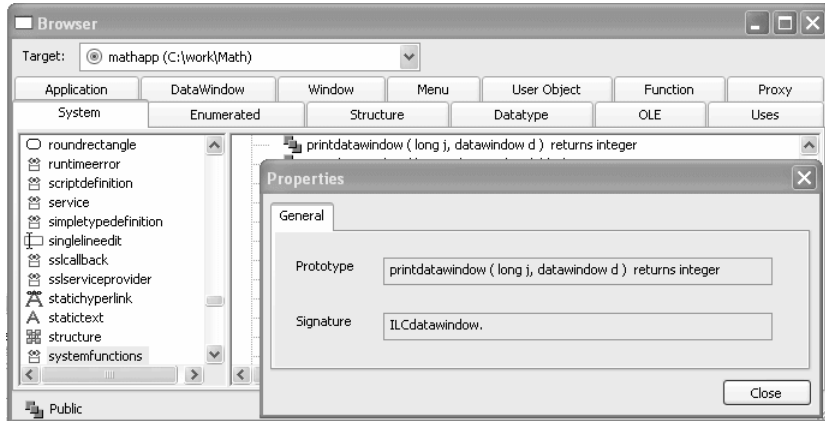 Browser
Target: mathapp (C:\work\Math)
Application DataWindow Window Menu User Object Function Proxy
System Enumerated Structure Datatype OLE Uses
roundrectangle
runtimeerror
scriptdefinition
service
simpletypedefinition
singlelineedit
sslcallback
sslserviceprovider
statichyperlink
statictext
structure
systemfunctions
printdatawindow ( long j, datawindow d ) returns integer
Properties
General
Prototype printdatawindow ( long j, datawindow d ) returns integer
Signature ILCdatawindow.
Close
Public